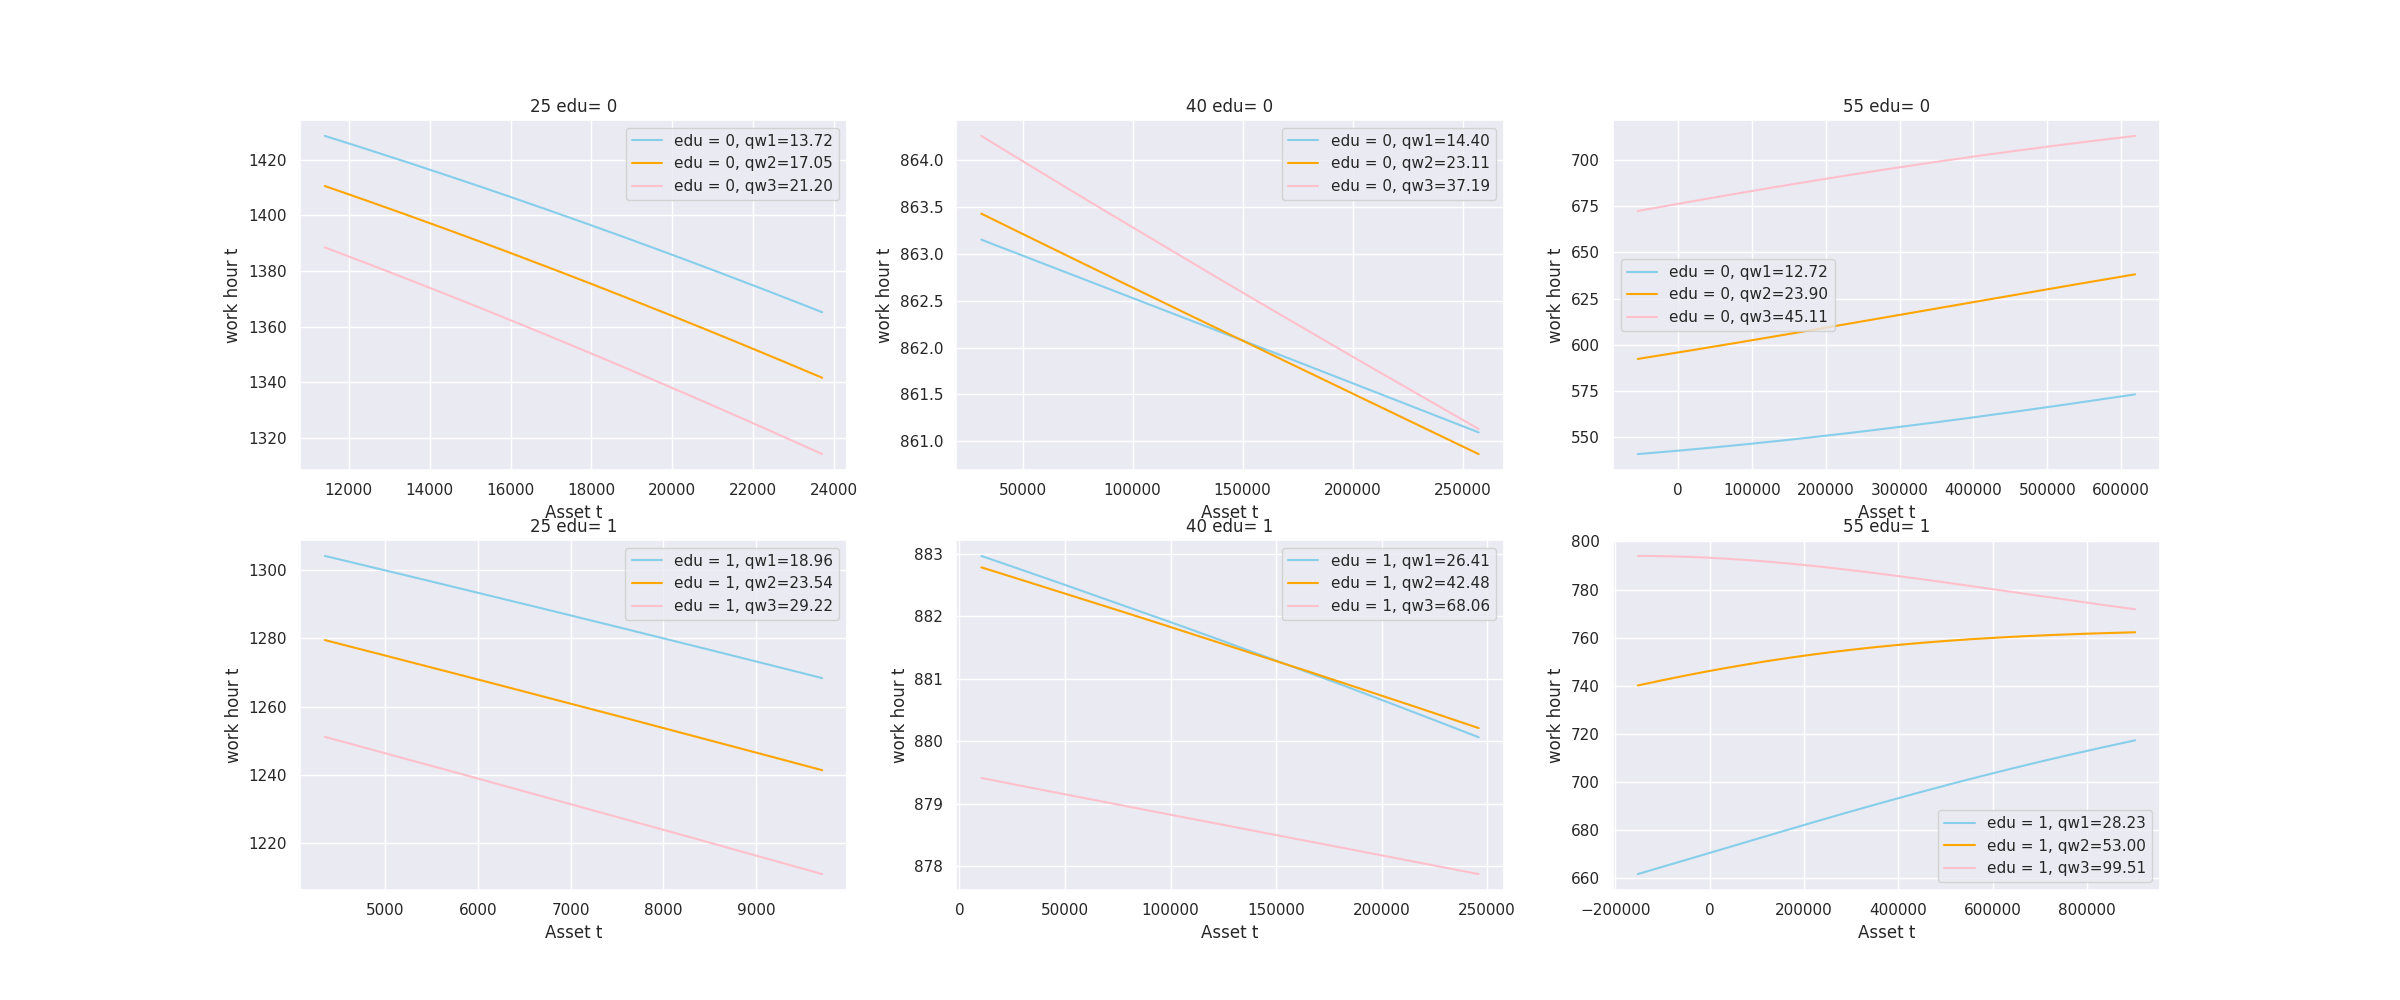 25 edu= 0
work hour t
1420
1400
1380
1360
1340
1320
edu = 0, qw1=13.72
edu = 0, qw2=17.05
edu = 0, qw3=21.20
12000 14000 16000 18000 20000 22000 24000
Asset t
40 edu= 0
work hour t
864.0
863.5
863.0
862.5
862.0
861.5
861.0
edu = 0, qw1=14.40
edu = 0, qw2=23.11
edu = 0, qw3=37.19
50000 100000 150000 200000 250000
Asset t
55 edu= 0
work hour t
700
675
650
625
600
575
550
edu = 0, qw1=12.72
edu = 0, qw2=23.90
edu = 0, qw3=45.11
0 100000 200000 300000 400000 500000 600000
Asset t
25 edu= 1
work hour t
1300
1280
1260
1240
1220
edu = 1, qw1=18.96
edu = 1, qw2=23.54
edu = 1, qw3=29.22
5000 6000 7000 8000 9000
Asset t
40 edu= 1
work hour t
883
882
881
880
879
878
edu = 1, qw1=26.41
edu = 1, qw2=42.48
edu = 1, qw3=68.06
0 50000 100000 150000 200000 250000
Asset t
55 edu= 1
work hour t
800
780
760
740
720
700
680
660
edu = 1, qw1=28.23
edu = 1, qw2=53.00
edu = 1, qw3=99.51
−200000 0 200000 400000 600000 800000
Asset t